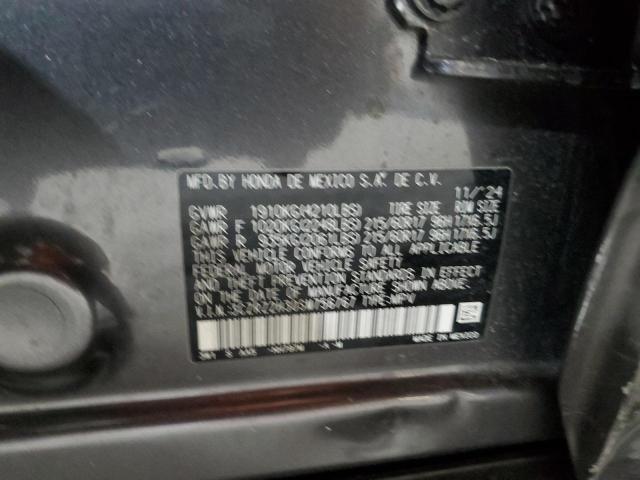 MFD.BY HONDA DE MEXICO S.A. DE C.V.
11/'24
GVWR 1910KG(4210LBS) TIRE SIZE RIM SIZE
GAWR F 1020KG(2249LBS) 215/60R17 96H 17X6.5J
GAWR R 935KG(2061LBS) 215/60R17 96H 17X6.5J
THIS VEHICLE CONFORMS TO ALL APPLICABLE
FEDERAL MOTOR VEHICLE SAFETY
AND THEFT PREVENTION STANDARDS IN EFFECT
ON THE DATE OF MANUFACTURE SHOWN ABOVE.
V.I.N. TYPE:MPV
MADE IN MEXICO